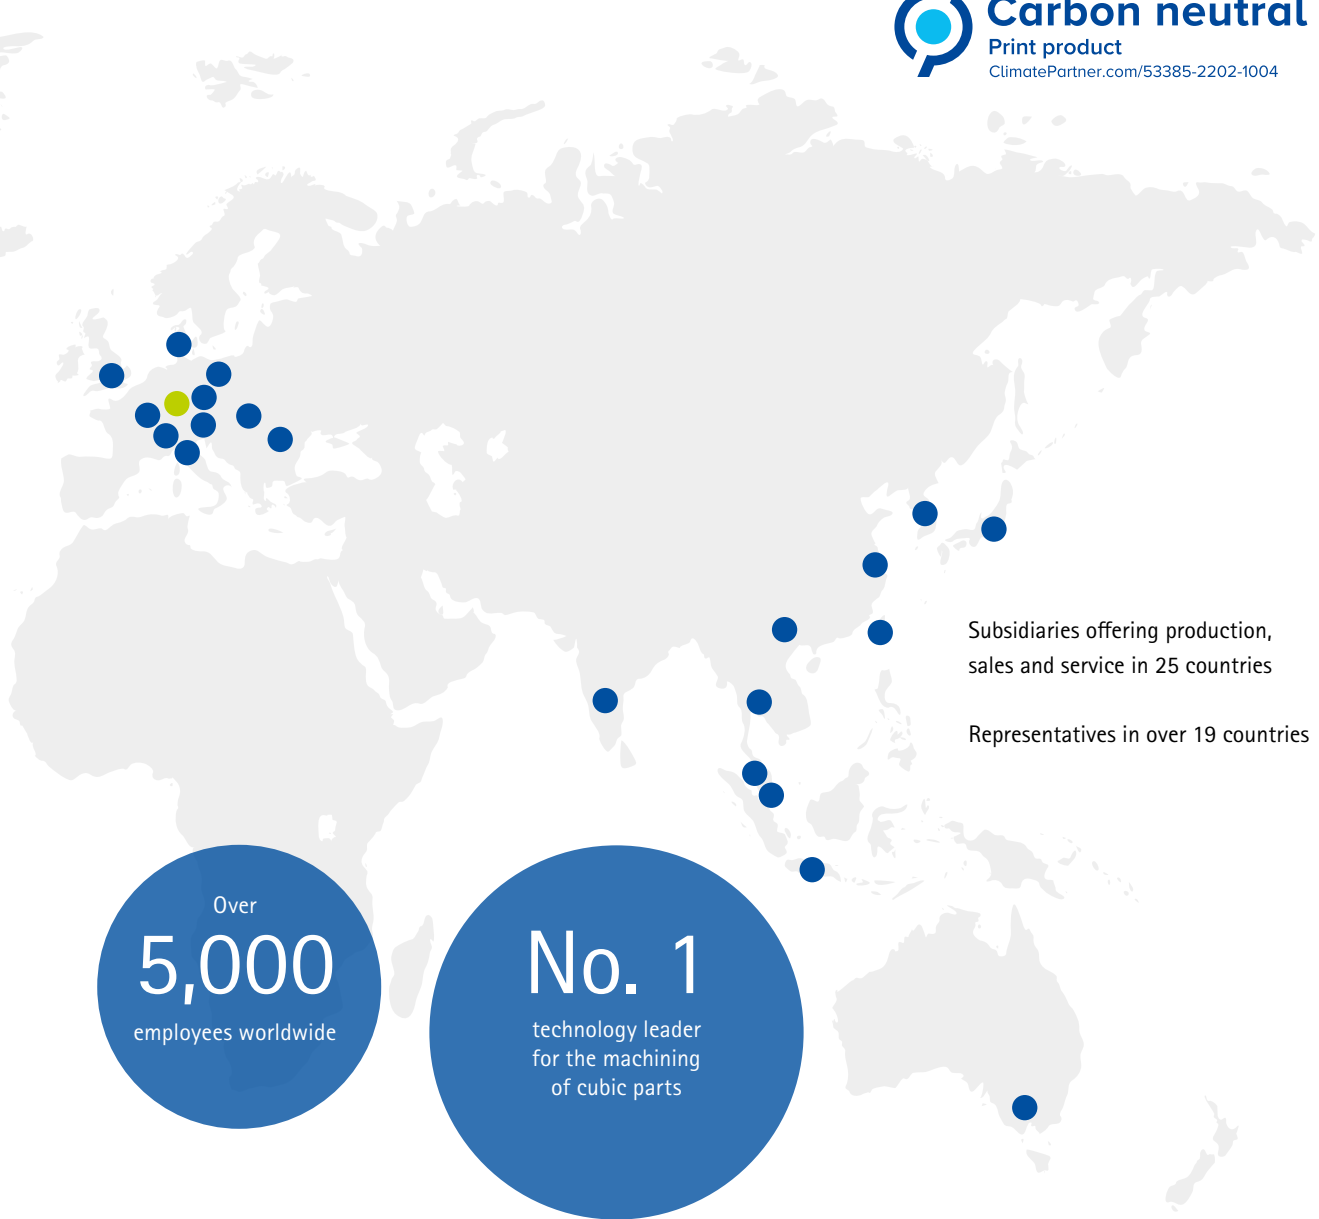 Carbon neutral
Print product
ClimatePartner.com/53385-2202-1004
Subsidiaries offering production,
sales and service in 25 countries
Representatives in over 19 countries
Over
5,000
employees worldwide
No. 1
technology leader
for the machining
of cubic parts